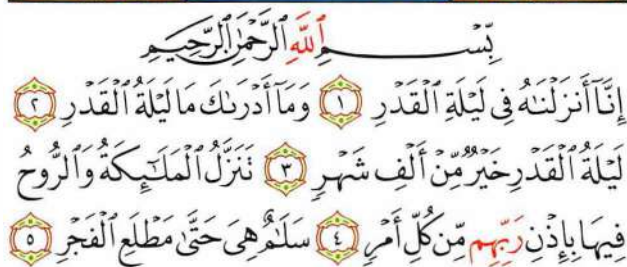 بِسْمِ ٱللَّهِ ٱلرَّحْمَٰنِ ٱلرَّحِيمِ
إِنَّآ أَنزَلْنَٰهُ فِى لَيْلَةِ ٱلْقَدْرِ ١ وَمَآ أَدْرَىٰكَ مَا لَيْلَةُ ٱلْقَدْرِ ٢
لَيْلَةُ ٱلْقَدْرِ خَيْرٌ مِّنْ أَلْفِ شَهْرٍ ٣ تَنَزَّلُ ٱلْمَلَٰٓئِكَةُ وَٱلرُّوحُ
فِيهَا بِإِذْنِ رَبِّهِم مِّن كُلِّ أَمْرٍ ٤ سَلَٰمٌ هِىَ حَتَّىٰ مَطْلَعِ ٱلْفَجْرِ ٥